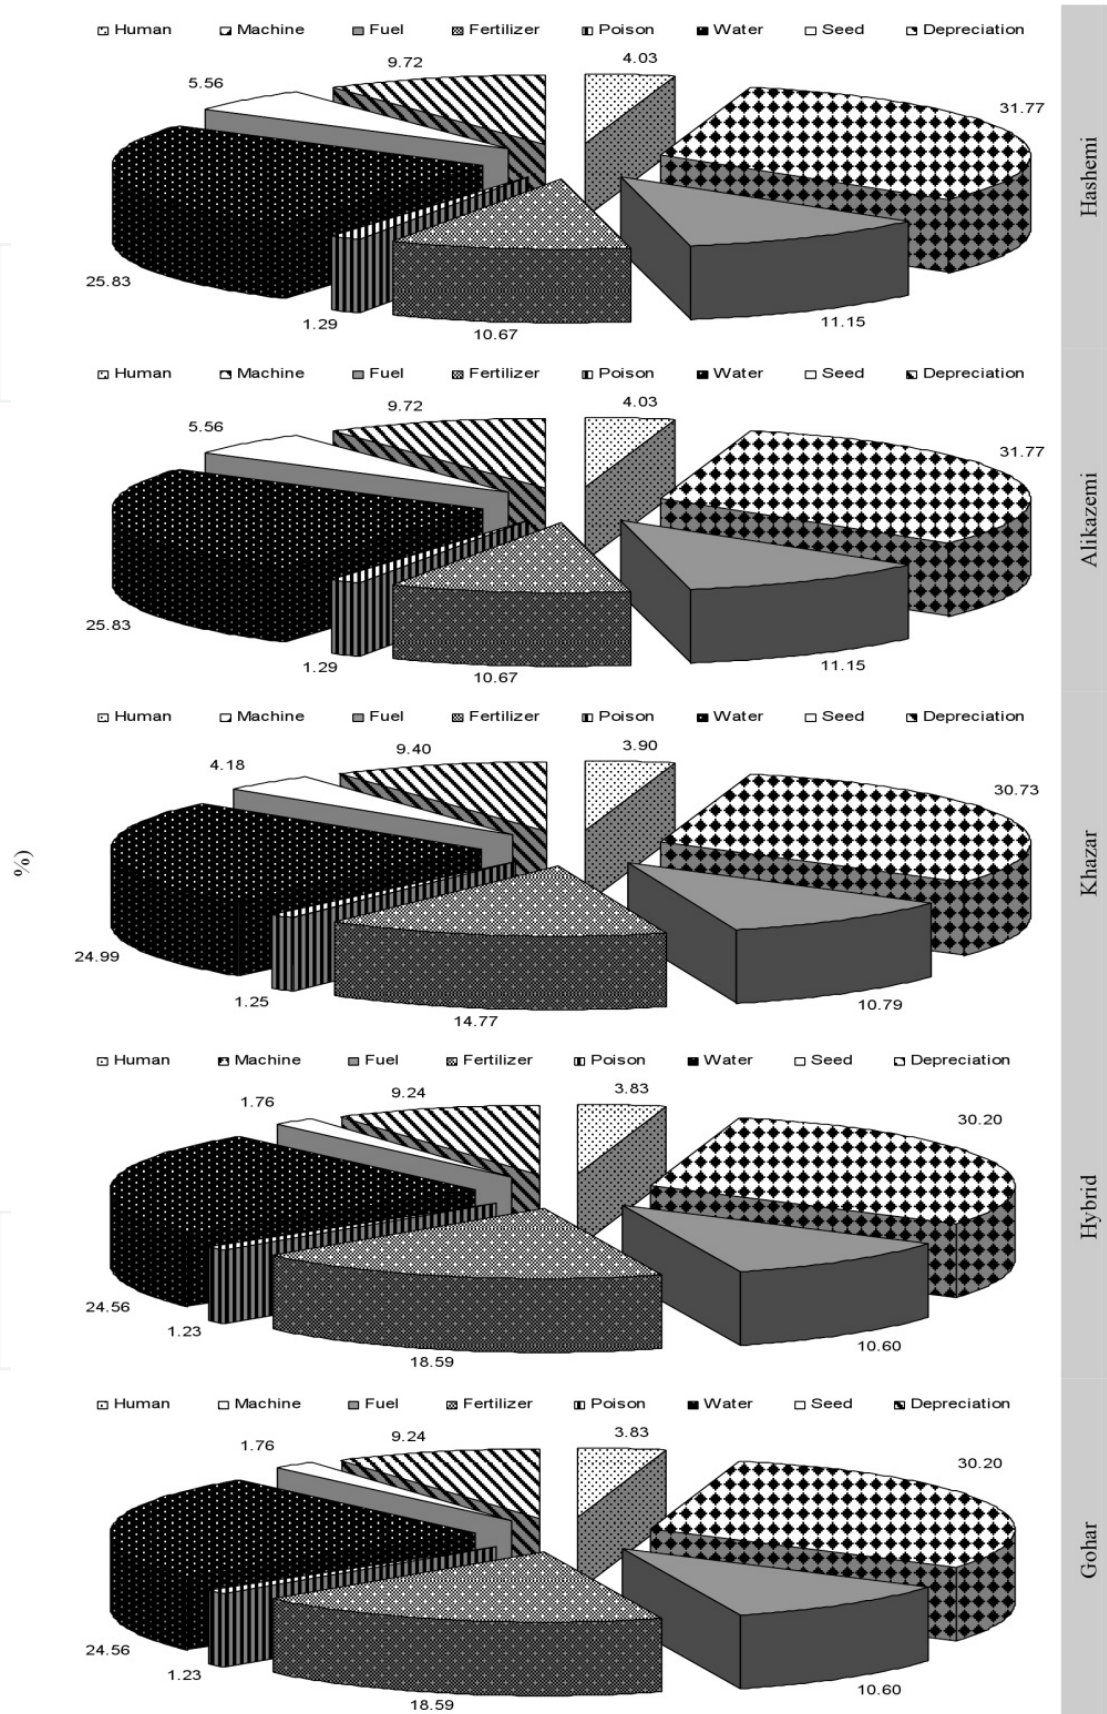 Human Machine Fuel Fertilizer Poison Water Seed Depreciation
9.72 4.03
5.56 31.77
25.83
1.29 10.67 11.15
Hashemi
Human Machine Fuel Fertilizer Poison Water Seed Depreciation
9.72 4.03
5.56 31.77
25.83
1.29 10.67 11.15
Alikazemi
Human Machine Fuel Fertilizer Poison Water Seed Depreciation
9.40 3.90
4.18 30.73
24.99
1.25 14.77 10.79
Khazar
%)
Human Machine Fuel Fertilizer Poison Water Seed Depreciation
9.24 3.83
1.76 30.20
24.56
1.23 18.59 10.60
Hybrid
Human Machine Fuel Fertilizer Poison Water Seed Depreciation
9.24 3.83
1.76 30.20
24.56
1.23 18.59 10.60
Gohar